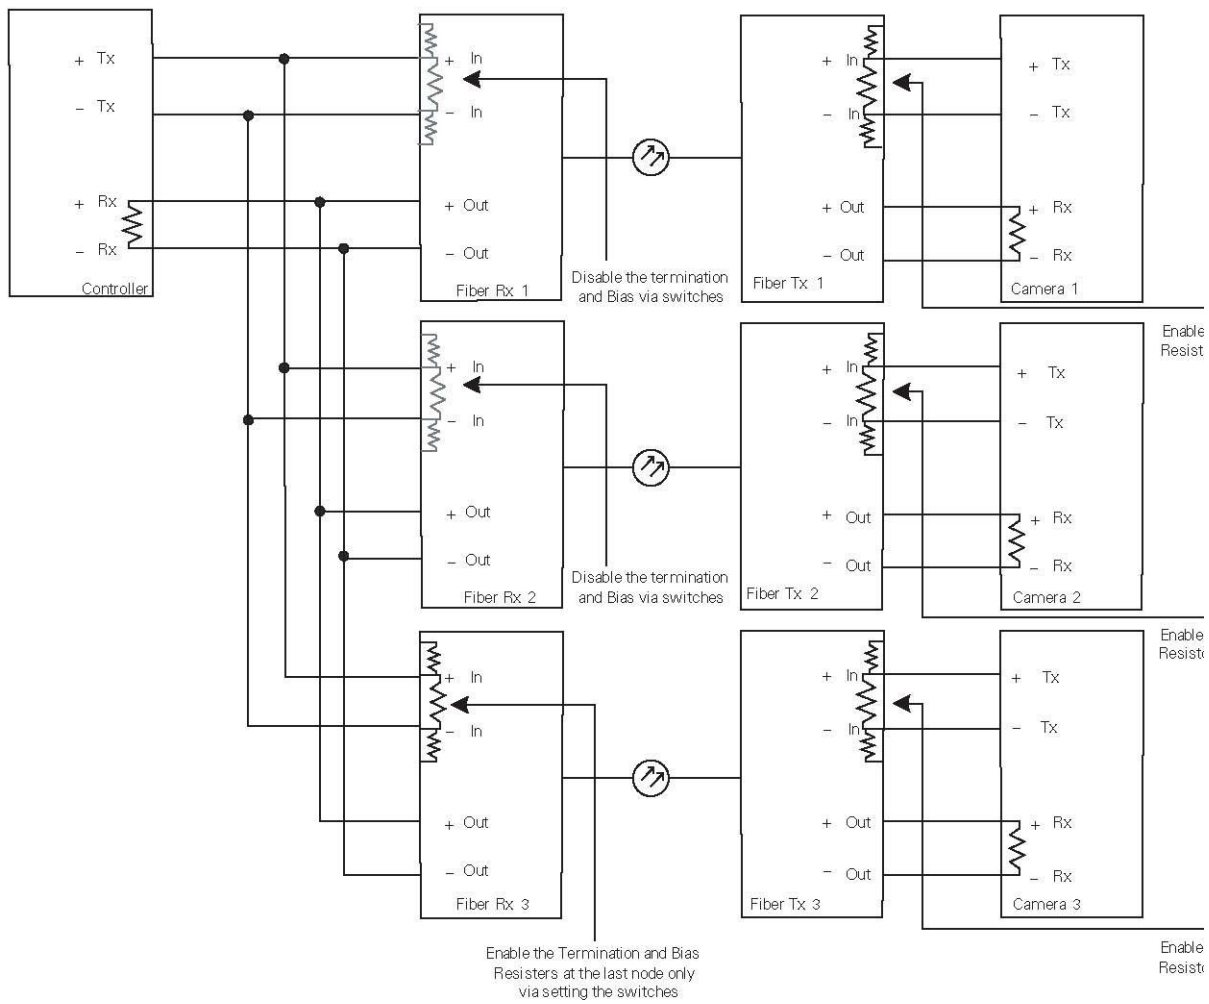 + Tx
− Tx
+ Rx
− Rx
Controller
+ In
− In
+ Out
− Out
Fiber Rx 1
Disable the termination
and Bias via switches
+ In
− In
+ Out
− Out
Fiber Tx 1
+ Tx
− Tx
+ Rx
− Rx
Camera 1
Enable
+ In
− In
+ Out
− Out
Fiber Rx 2
Disable the termination
and Bias via switches
+ In
− In
+ Out
− Out
Fiber Tx 2
+ Tx
− Tx
+ Rx
− Rx
Camera 2
Enable
+ In
− In
+ Out
− Out
Fiber Rx 3
Enable the Termination and Bias
Resisters at the last node only
via setting the switches
+ In
− In
+ Out
− Out
Fiber Tx 3
+ Tx
− Tx
+ Rx
− Rx
Camera 3
Enable